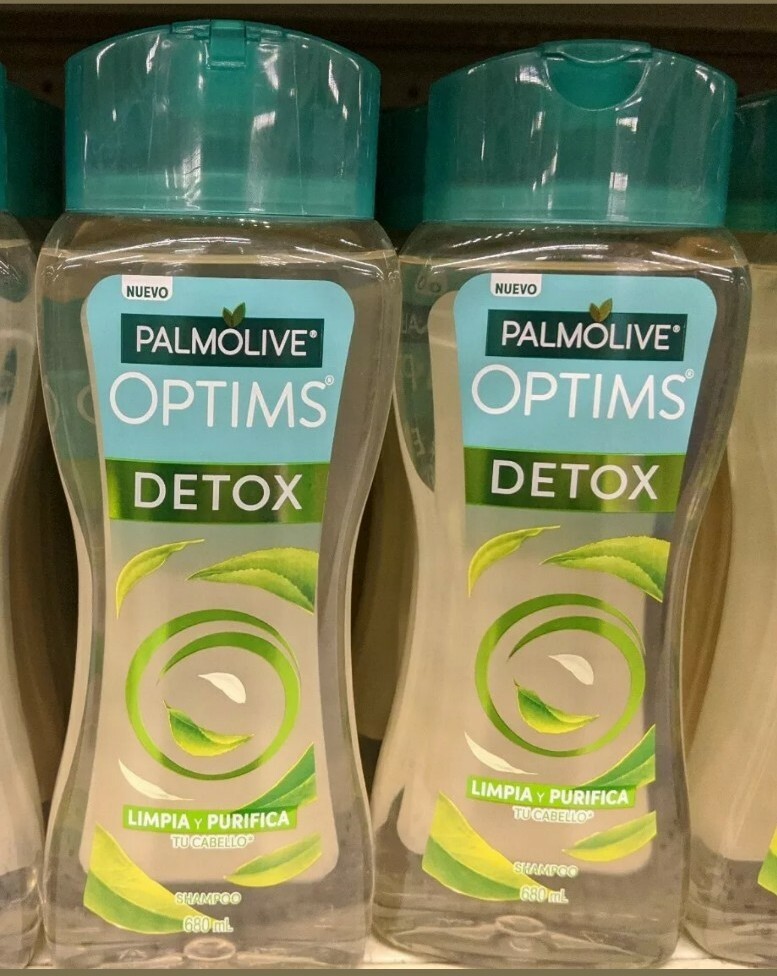 NUEVO
PALMOLIVE®
OPTIMS®
DETOX
LIMPIA Y PURIFICA
TU CABELLO*
SHAMPOO
680 mL
NUEVO
PALMOLIVE®
OPTIMS®
DETOX
LIMPIA Y PURIFICA
TU CABELLO*
SHAMPOO
680 mL